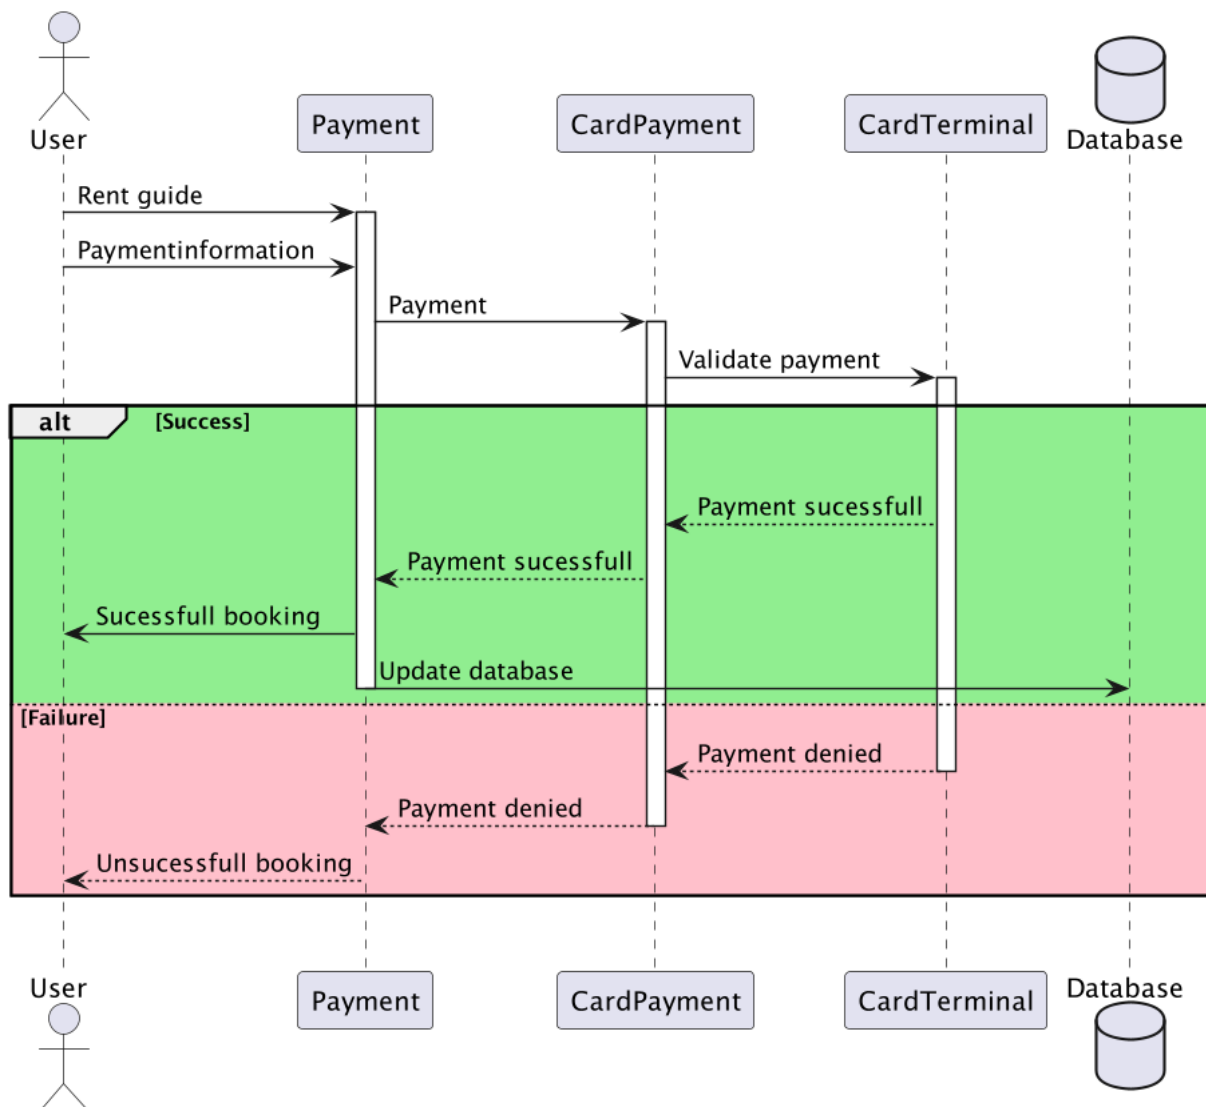 User
Payment
CardPayment
CardTerminal
Database
Rent guide
Paymentinformation
Payment
Validate payment
alt
[Success]
Payment sucessfull
Payment sucessfull
Sucessfull booking
Update database
[Failure]
Payment denied
Payment denied
Unsucessfull booking
User
Payment
CardPayment
CardTerminal
Database